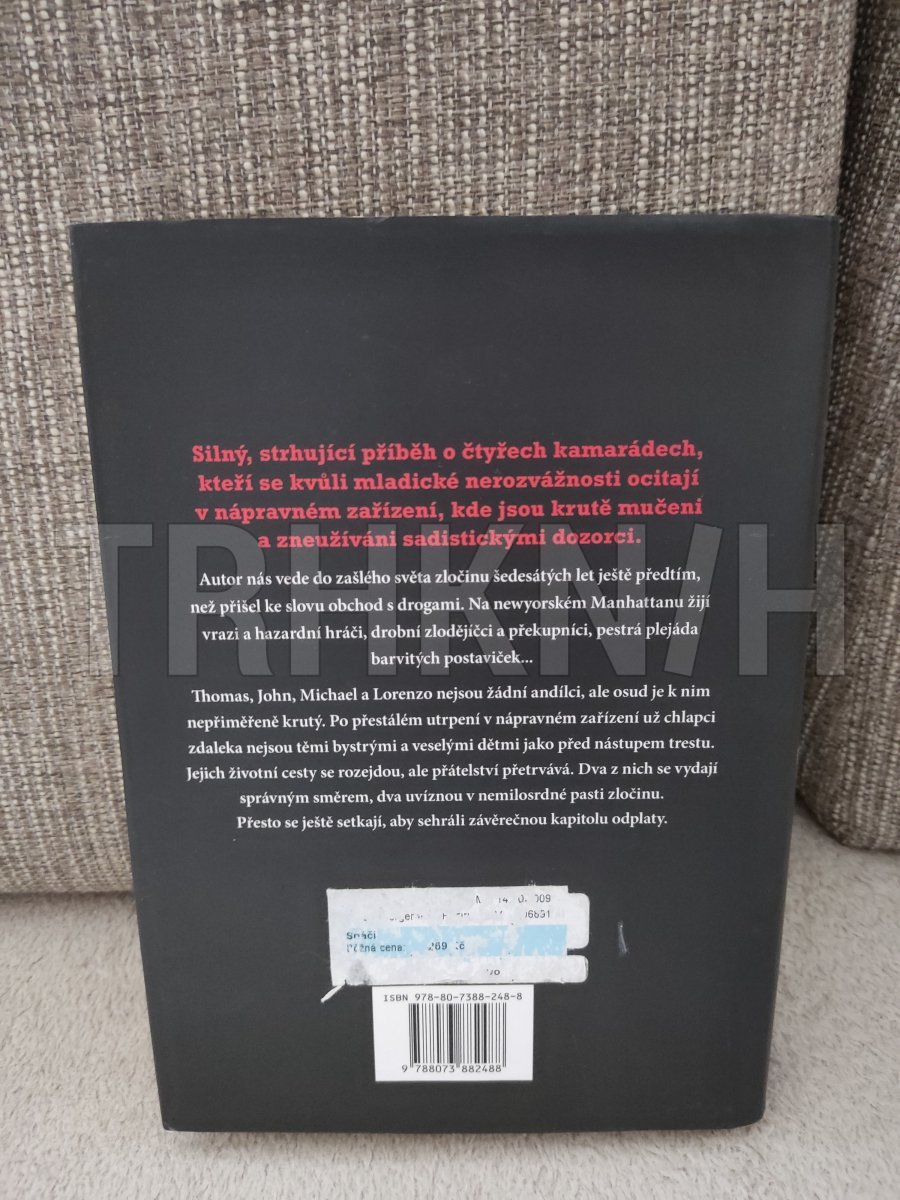 Silný, strhující příběh o čtyřech kamarádech,
kteří se kvůli mladické nerozvážnosti ocitají
v nápravném zařízení, kde jsou krutě mučeni
a zneužíváni sadistickými dozorci.
Autor nás vede do zašlého světa zločinu šedesátých let ještě předtím,
než přišel ke slovu obchod s drogami. Na newyorském Manhattanu žijí
vrazi a hazardní hráči, drobní zlodějíčci a překupníci, pestrá plejáda
barvitých postaviček...
Thomas, John, Michael a Lorenzo nejsou žádní andílci, ale osud je k nim
nepřiměřeně krutý. Po přestálém utrpení v nápravném zařízení už chlapci
zdaleka nejsou těmi bystrými a veselými dětmi jako před nástupem trestu.
Jejich životní cesty se rozejdou, ale přátelství přetrvává. Dva z nich se vydají
správným směrem, dva uvíznou v nemilosrdné pasti zločinu.
Přesto se ještě setkají, aby sehráli závěrečnou kapitolu odplaty.
Spáči
cena: 269 Kč
ISBN 978-80-7388-248-8
9 788073 882488
TRHKNIH